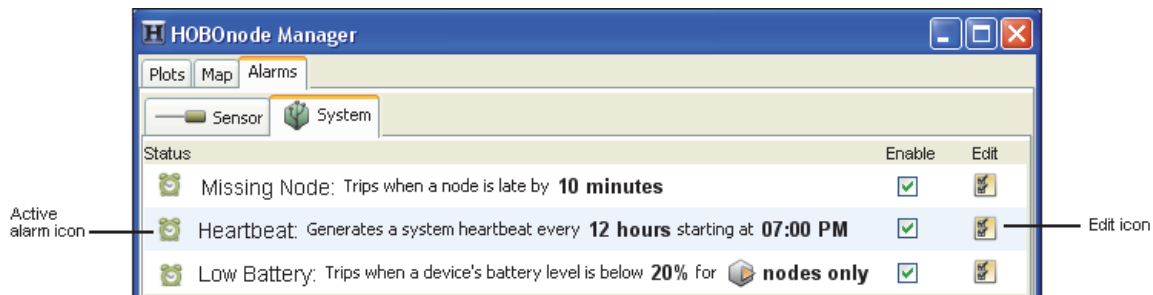 HOBOnode Manager
Plots Map Alarms
Sensor System
Status Enable Edit
Missing Node: Trips when a node is late by 10 minutes
Active
alarm icon
Heartbeat: Generates a system heartbeat every 12 hours starting at 07:00 PM
Edit icon
Low Battery: Trips when a device's battery level is below 20% for nodes only